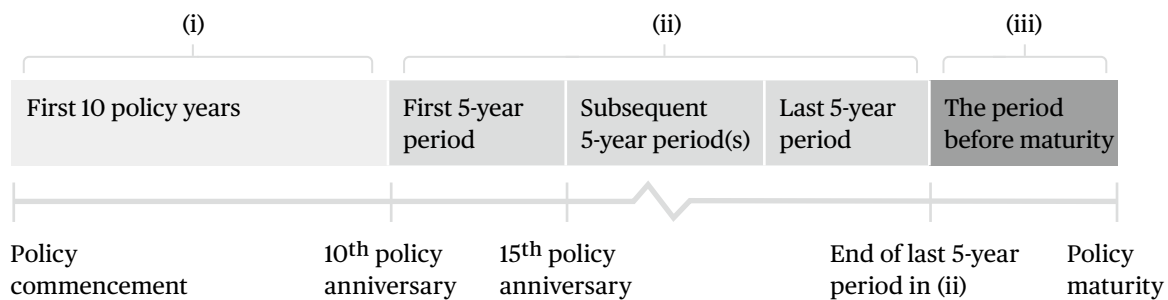 (i)
(ii)
(iii)
First 10 policy years
First 5-year
period
Subsequent
5-year period(s)
Last 5-year
period
The period
before maturity
Policy
commencement
10th policy
anniversary
15th policy
anniversary
End of last 5-year
period in (ii)
Policy
maturity